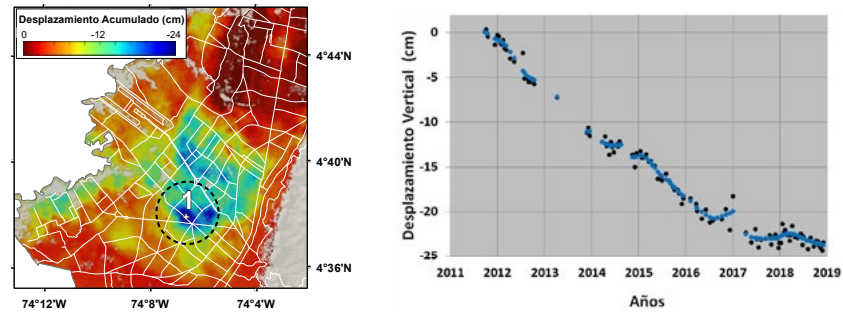 Desplazamiento Acumulado (cm)
0 -12 -24
4°44'N
4°40'N
4°36'N
1
74°12'W 74°8'W 74°4'W
Desplazamiento Vertical (cm)
0
-5
-10
-15
-20
-25
2011 2012 2013 2014 2015 2016 2017 2018 2019
Años